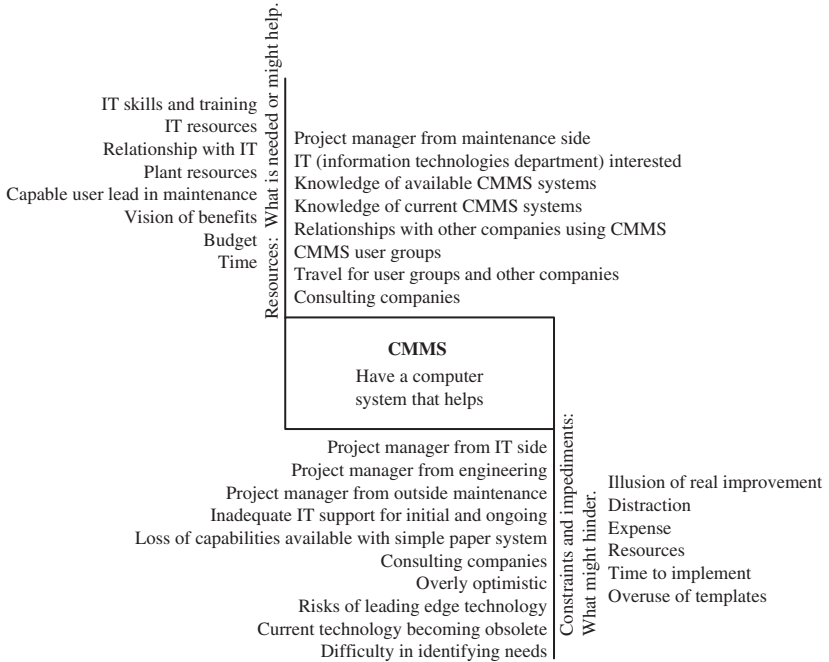 Resources: What is needed or might help.
IT skills and training
IT resources
Relationship with IT
Plant resources
Capable user lead in maintenance
Vision of benefits
Budget
Time
Project manager from maintenance side
IT (information technologies department) interested
Knowledge of available CMMS systems
Knowledge of current CMMS systems
Relationships with other companies using CMMS
CMMS user groups
Travel for user groups and other companies
Consulting companies
CMMS
Have a computer
system that helps
Project manager from IT side
Project manager from engineering
Project manager from outside maintenance
Inadequate IT support for initial and ongoing
Loss of capabilities available with simple paper system
Consulting companies
Overly optimistic
Risks of leading edge technology
Current technology becoming obsolete
Difficulty in identifying needs
Constraints and impediments:
What might hinder.
Illusion of real improvement
Distraction
Expense
Resources
Time to implement
Overuse of templates